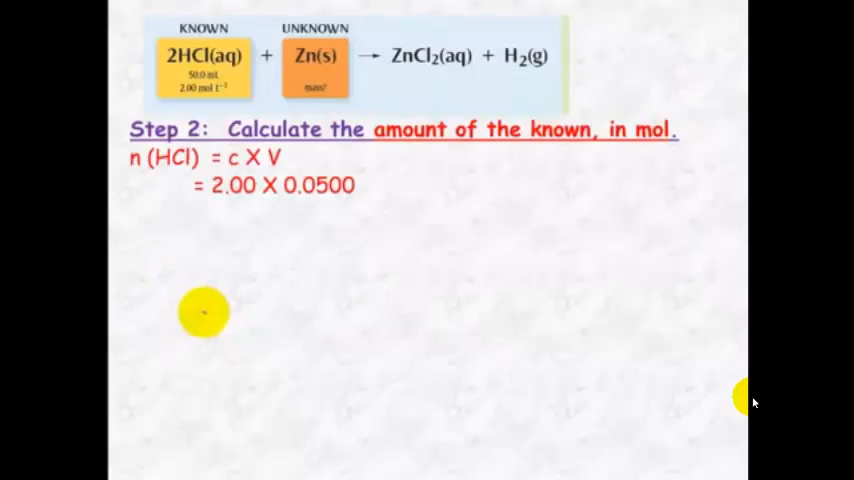 KNOWN UNKNOWN
2HCl(aq) + Zn(s) → ZnCl₂(aq) + H₂(g)
50.0 mL
2.00 mol L⁻¹ mass?
Step 2: Calculate the amount of the known, in mol.
n (HCl) = c X V
= 2.00 X 0.0500